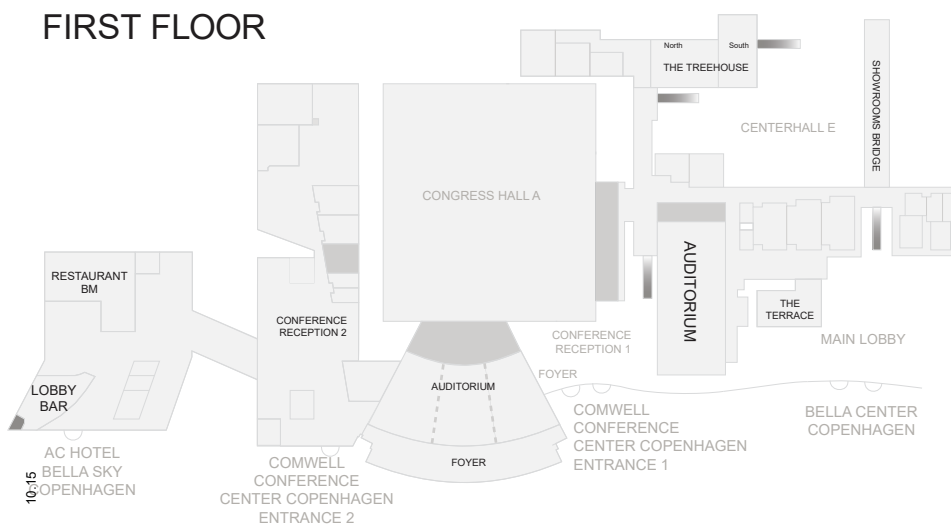 FIRST FLOOR
North
South
THE TREEHOUSE
SHOWROOMS BRIDGE
CENTERHALL E
CONGRESS HALL A
AUDITORIUM
RESTAURANT
BM
THE
TERRACE
CONFERENCE
RECEPTION 2
CONFERENCE
RECEPTION 1
MAIN LOBBY
FOYER
AUDITORIUM
LOBBY
BAR
COMWELL
CONFERENCE
CENTER COPENHAGEN
ENTRANCE 1
BELLA CENTER
COPENHAGEN
AC HOTEL
BELLA SKY
COPENHAGEN
FOYER
COMWELL
CONFERENCE
CENTER COPENHAGEN
ENTRANCE 2
10:15